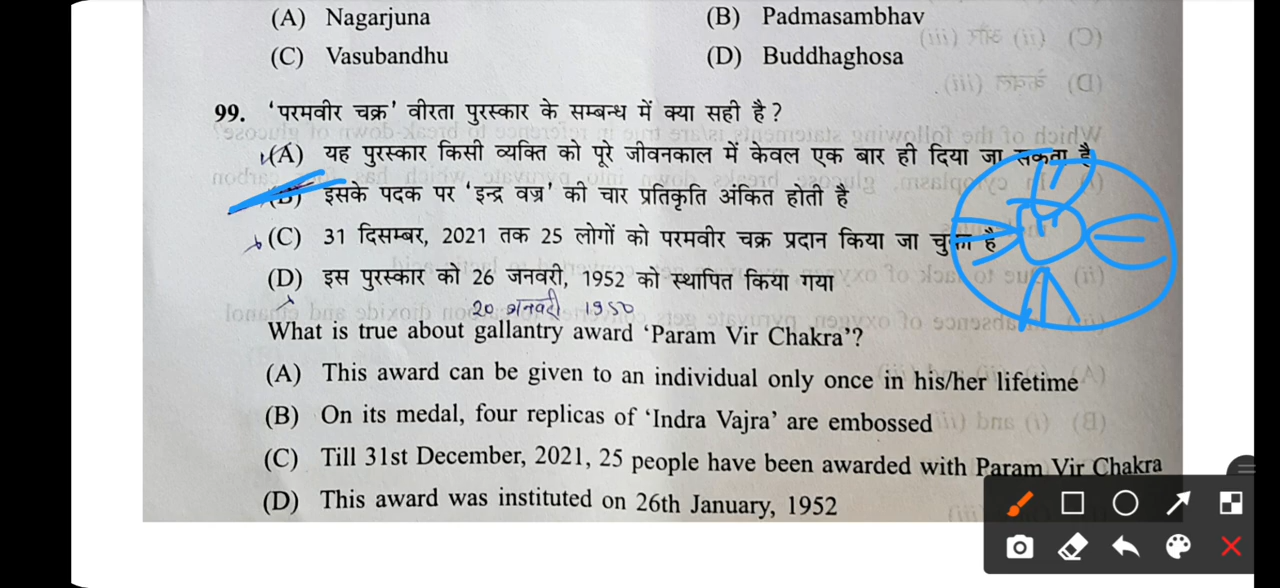 (A) Nagarjuna (B) Padmasambhav
(C) Vasubandhu (D) Buddhaghosa
99. 'परमवीर चक्र' वीरता पुरस्कार के सम्बन्ध में क्या सही है ?
(A) यह पुरस्कार किसी व्यक्ति को पूरे जीवनकाल में केवल एक बार ही दिया जा सकता है
(B) इसके पदक पर 'इन्द्र वज्र' की चार प्रतिकृति अंकित होती है
(C) 31 दिसम्बर, 2021 तक 25 लोगों को परमवीर चक्र प्रदान किया जा चुका है
(D) इस पुरस्कार को 26 जनवरी, 1952 को स्थापित किया गया
1950
What is true about gallantry award 'Param Vir Chakra'?
(A) This award can be given to an individual only once in his/her lifetime
(B) On its medal, four replicas of 'Indra Vajra' are embossed
(C) Till 31st December, 2021, 25 people have been awarded with Param Vir Chakra
(D) This award was instituted on 26th January, 1952